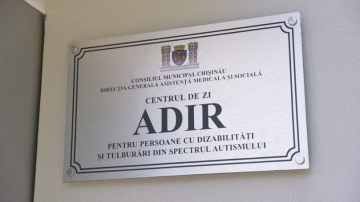 CONSILIUL MUNICIPAL CHIȘINĂU
DIRECȚIA GENERALĂ ASISTENȚĂ MEDICALĂ ȘI SOCIALĂ
CENTRUL DE ZI
ADIR
PENTRU PERSOANE CU DIZABILITĂȚI
ȘI TULBURĂRI DIN SPECTRUL AUTISMULUI